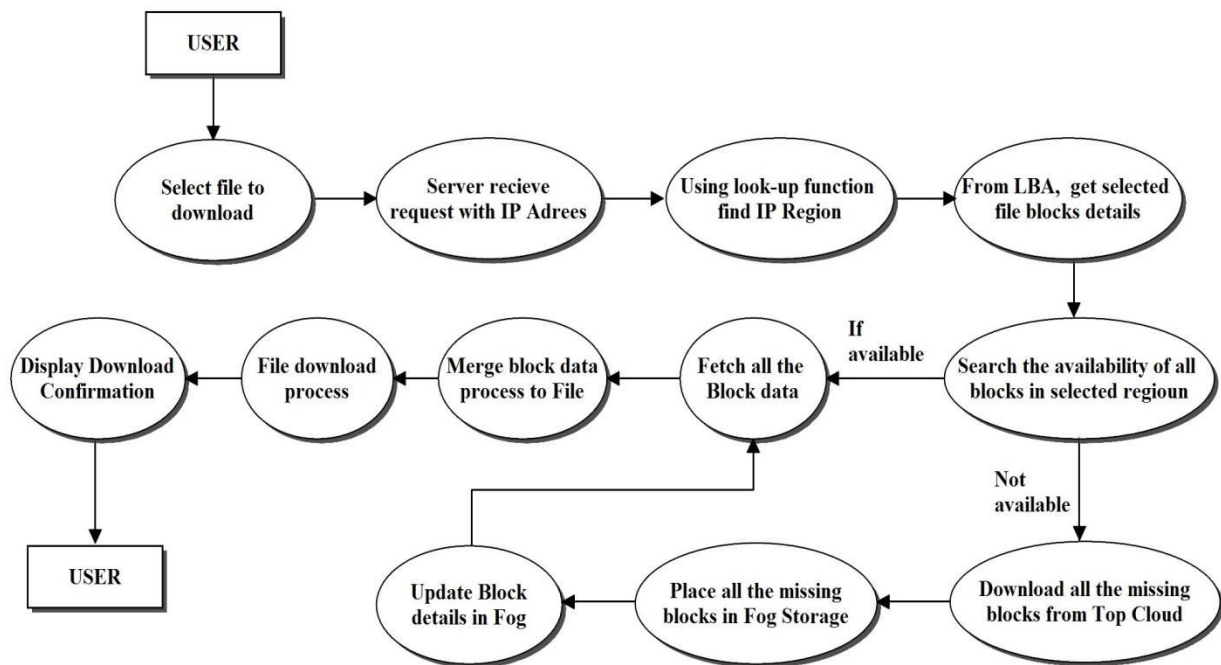 USER
Select file to
download
Server recieve
request with IP Adrees
Using look-up function
find IP Region
From LBA, get selected
file blocks details
Search the availability of all
blocks in selected regioun
If
available
Fetch all the
Block data
Merge block data
process to File
File download
process
Display Download
Confirmation
USER
Not
available
Download all the missing
blocks from Top Cloud
Place all the missing
blocks in Fog Storage
Update Block
details in Fog